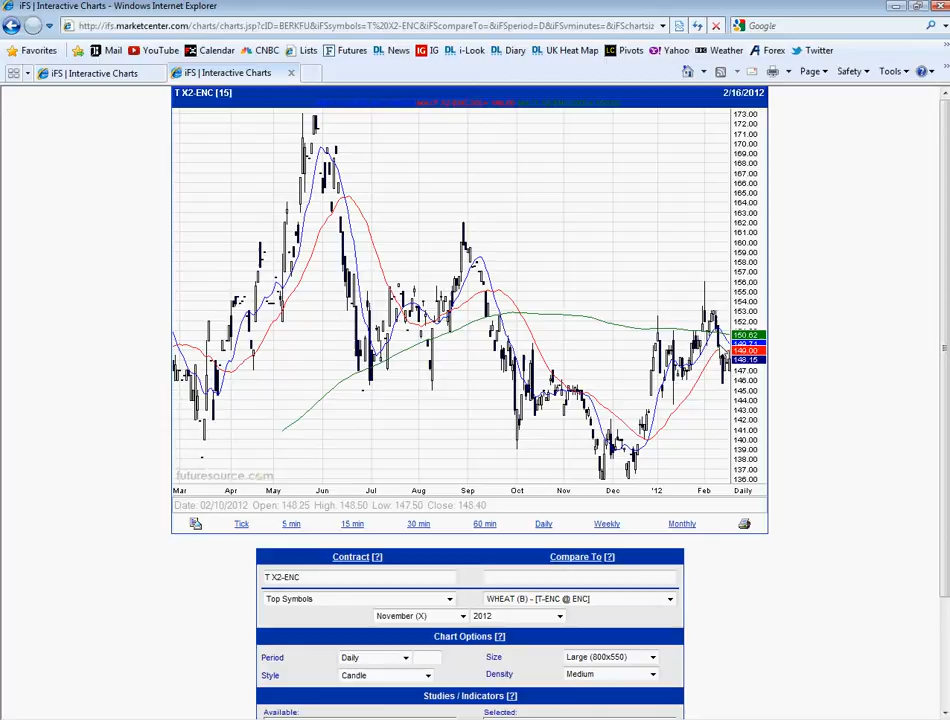 iFS | Interactive Charts - Windows Internet Explorer
http://ifs.marketcenter.com/charts/charts.jsp?cID=BERKFU&iFSsymbols=T%20X2-ENC&iFScompareTo=&iFSperiod=D&iFSvminutes=&iFSchartsiz
Google
Favorites Mail YouTube Calendar CNBC Lists Futures DL News IG DL i-Look DL Diary UK Heat Map CL Pivots Yahoo Weather Forex Twitter
iFS | Interactive Charts
iFS | Interactive Charts
Page Safety Tools
T X2-ENC [15] 2/16/2012
173.00
172.00
171.00
170.00
169.00
168.00
167.00
166.00
165.00
164.00
163.00
162.00
161.00
160.00
159.00
158.00
157.00
156.00
155.00
154.00
153.00
152.00
150.62
149.00
148.15
147.00
146.00
145.00
144.00
143.00
142.00
141.00
140.00
139.00
138.00
137.00
136.00
futuresource.com
Mar Apr May Jun Jul Aug Sep Oct Nov Dec '12 Feb Daily
Date: 02/10/2012 Open: 148.25 High: 148.50 Low: 147.50 Close: 148.40
Tick 5 min 15 min 30 min 60 min Daily Weekly Monthly
Contract [?] Compare To [?]
T X2-ENC
Top Symbols WHEAT (B) - [T-ENC @ ENC]
November (X) 2012
Chart Options [?]
Period Daily Size Large (800x550)
Style Candle Density Medium
Studies / Indicators [?]
Available: Selected: